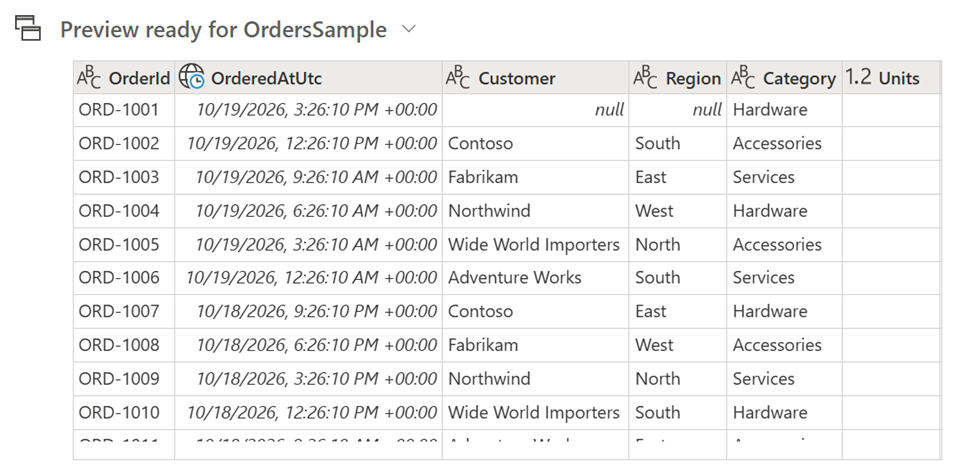 Preview ready for OrdersSample
ABC OrderId OrderedAtUtc ABC Customer ABC Region ABC Category 1.2 Units
ORD-1001 10/19/2026, 3:26:10 PM +00:00 null null Hardware
ORD-1002 10/19/2026, 12:26:10 PM +00:00 Contoso South Accessories
ORD-1003 10/19/2026, 9:26:10 AM +00:00 Fabrikam East Services
ORD-1004 10/19/2026, 6:26:10 AM +00:00 Northwind West Hardware
ORD-1005 10/19/2026, 3:26:10 AM +00:00 Wide World Importers North Accessories
ORD-1006 10/19/2026, 12:26:10 AM +00:00 Adventure Works South Services
ORD-1007 10/18/2026, 9:26:10 PM +00:00 Contoso East Hardware
ORD-1008 10/18/2026, 6:26:10 PM +00:00 Fabrikam West Accessories
ORD-1009 10/18/2026, 3:26:10 PM +00:00 Northwind North Services
ORD-1010 10/18/2026, 12:26:10 PM +00:00 Wide World Importers South Hardware